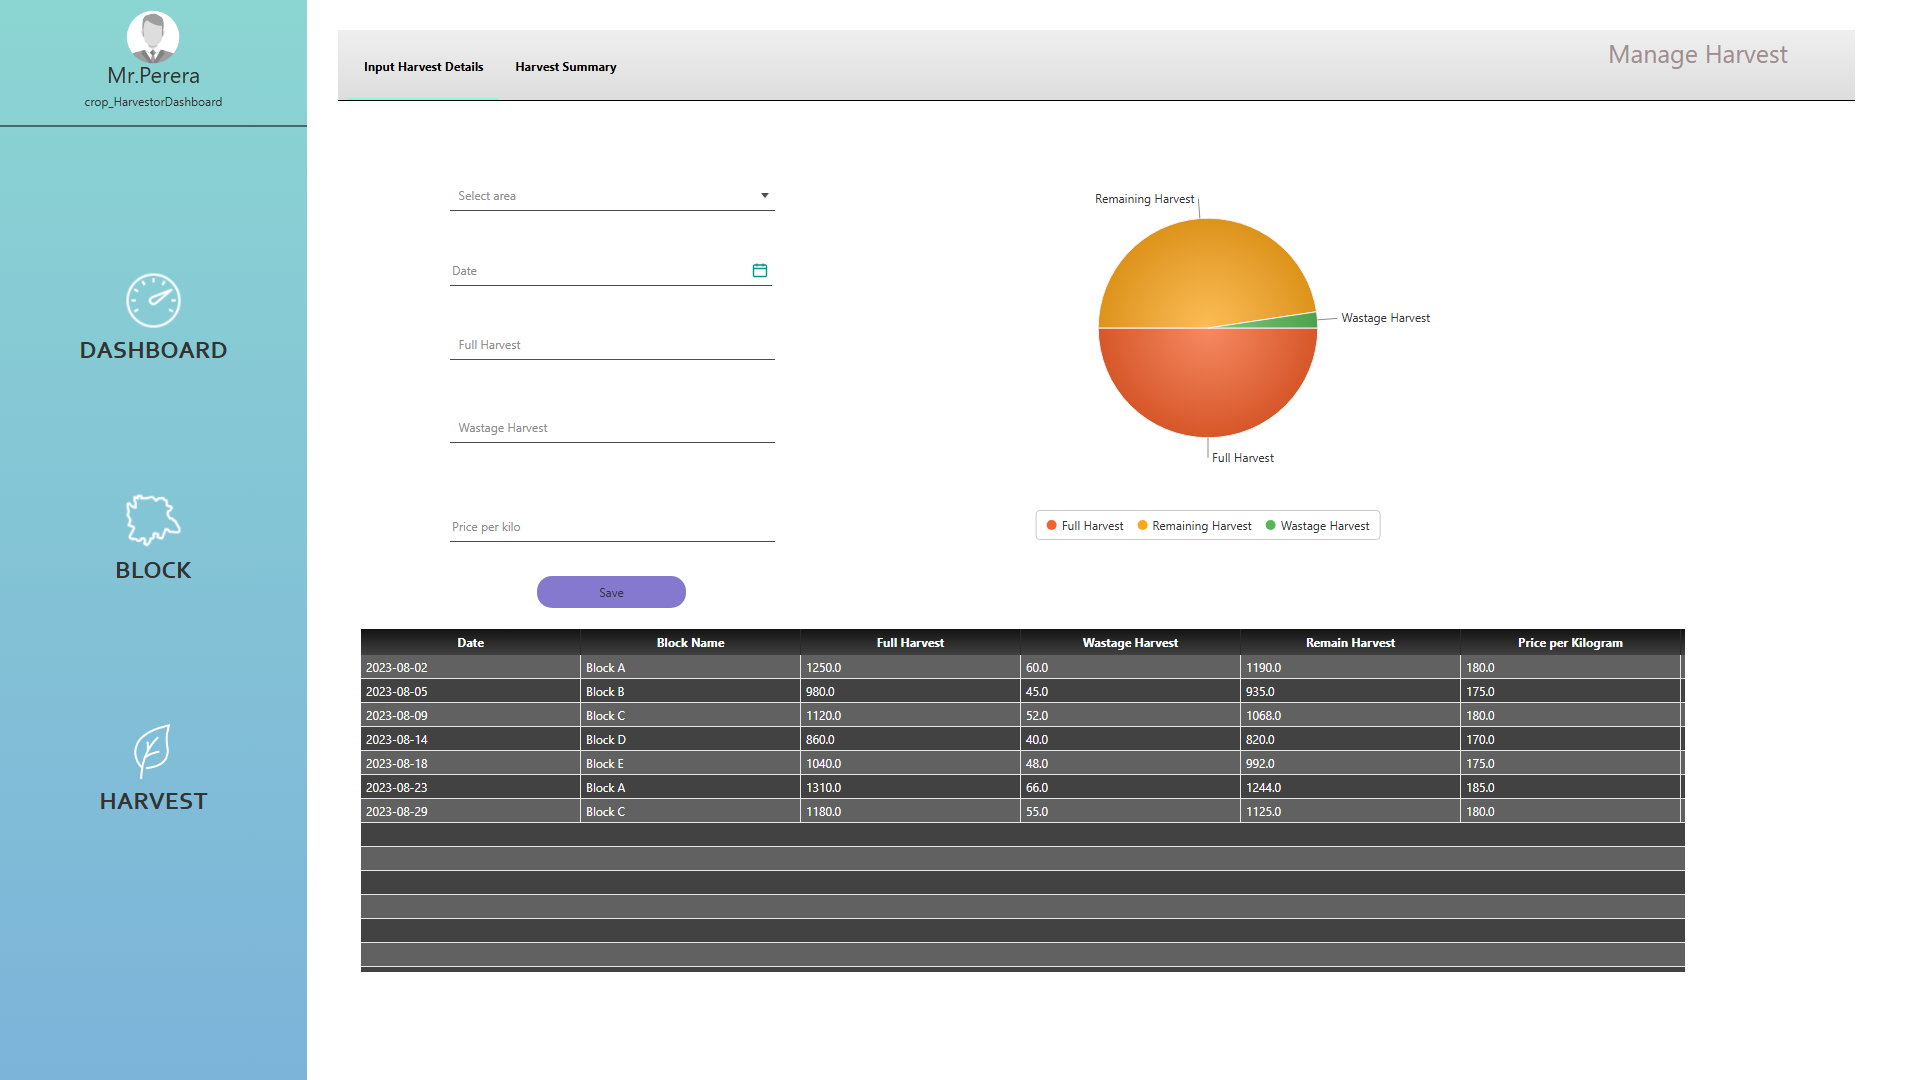 Mr.Perera
crop_HarvestorDashboard
DASHBOARD
BLOCK
HARVEST
Input Harvest Details Harvest Summary Manage Harvest
Select area
Date
Full Harvest
Wastage Harvest
Price per kilo
Save
Remaining Harvest
Wastage Harvest
Full Harvest
Full Harvest Remaining Harvest Wastage Harvest
Date Block Name Full Harvest Wastage Harvest Remain Harvest Price per Kilogram
2023-08-02 Block A 1250.0 60.0 1190.0 180.0
2023-08-05 Block B 980.0 45.0 935.0 175.0
2023-08-09 Block C 1120.0 52.0 1068.0 180.0
2023-08-14 Block D 860.0 40.0 820.0 170.0
2023-08-18 Block E 1040.0 48.0 992.0 175.0
2023-08-23 Block A 1310.0 66.0 1244.0 185.0
2023-08-29 Block C 1180.0 55.0 1125.0 180.0